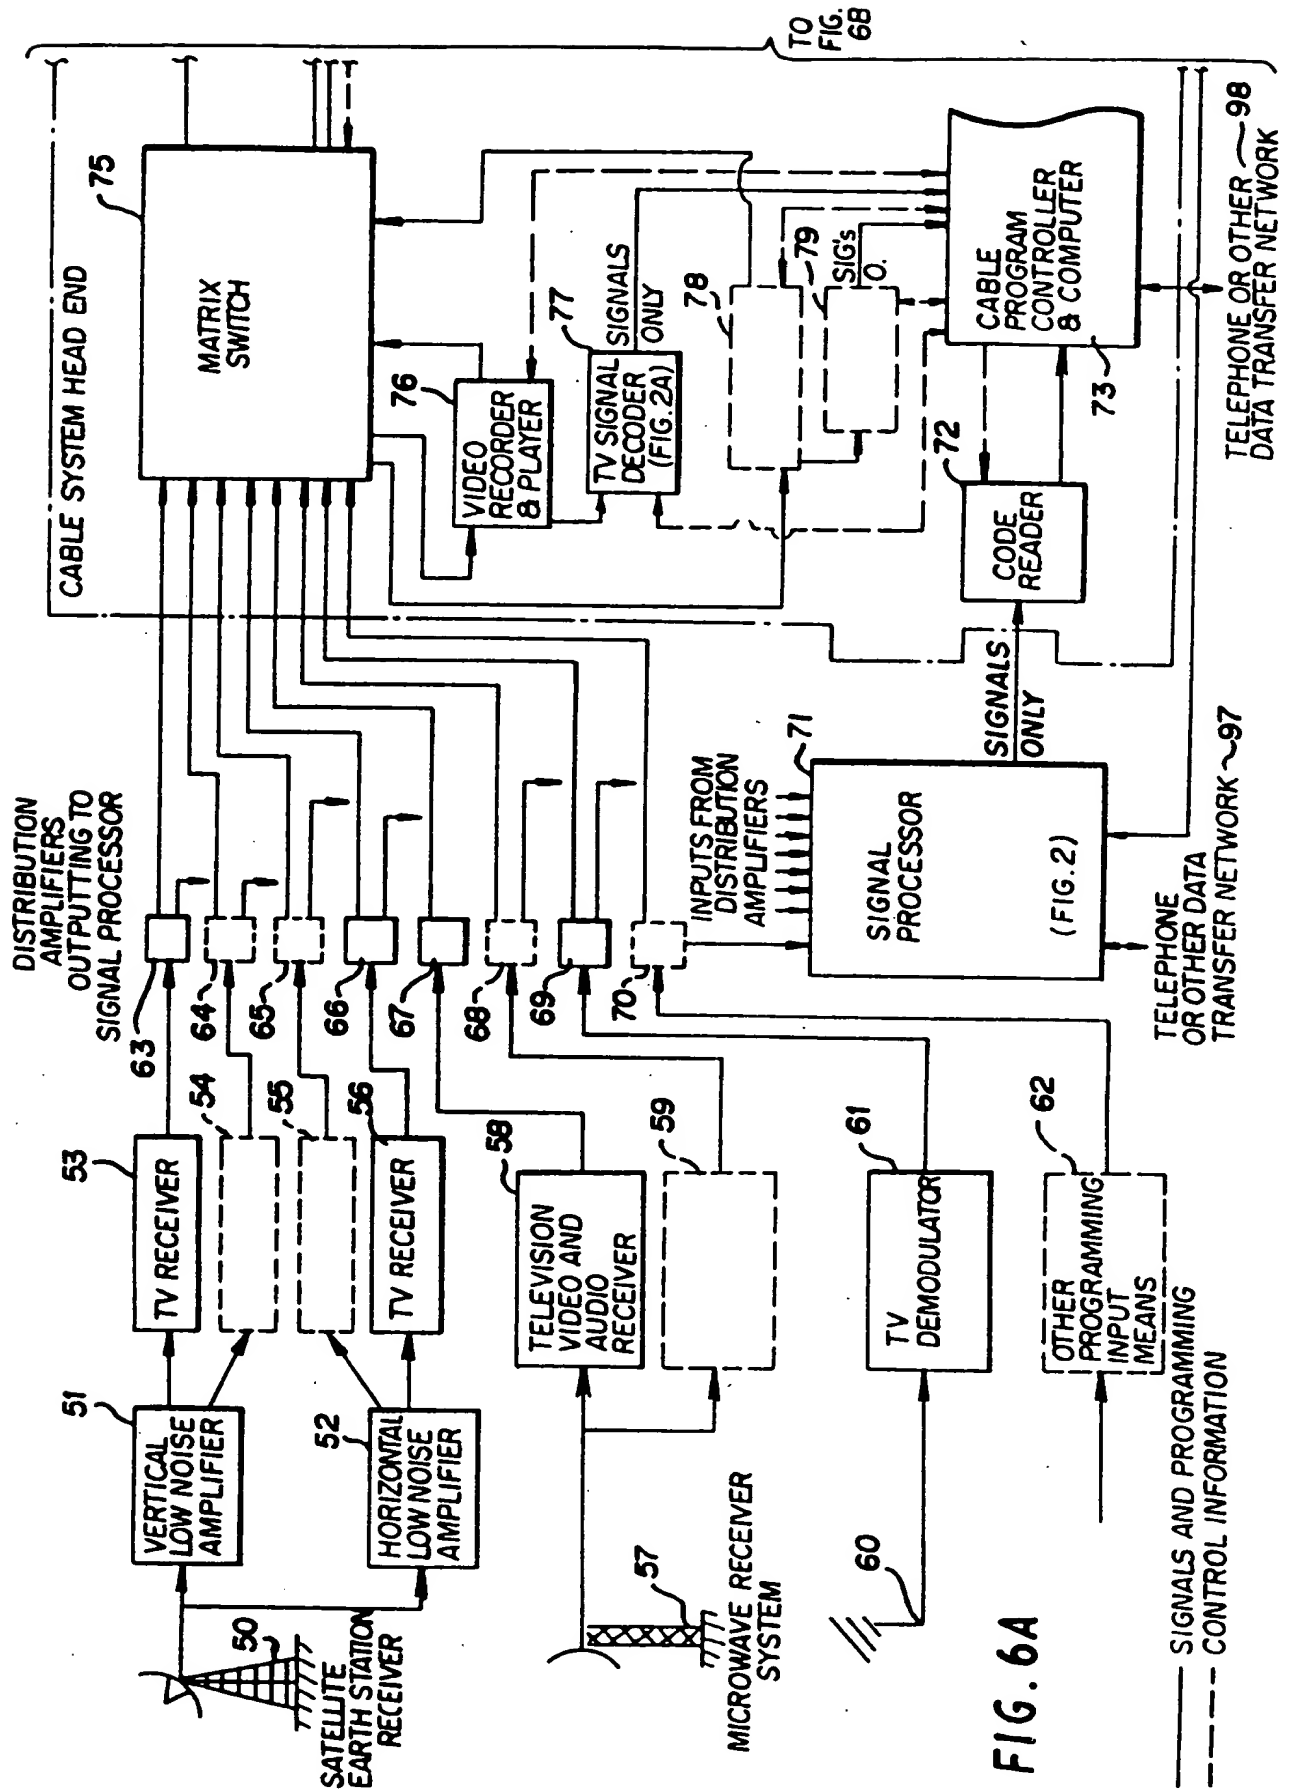 TO
FIG.
6B
CABLE SYSTEM HEAD END
75
MATRIX
SWITCH
76
VIDEO
RECORDER
& PLAYER
77
TV SIGNAL
DECODER
(FIG.2A)
SIGNALS
ONLY
78
79
SIG's
O.
CABLE
PROGRAM
CONTROLLER
& COMPUTER
73
72
CODE
READER
TELEPHONE OR OTHER
DATA TRANSFER NETWORK
98
DISTRIBUTION
AMPLIFIERS
OUTPUTTING TO
SIGNAL PROCESSOR
63
64
65
66
67
68
69
70
INPUTS FROM
DISTRIBUTION
AMPLIFIERS
71
SIGNAL
PROCESSOR
(FIG.2)
SIGNALS
ONLY
TELEPHONE
OR OTHER DATA
TRANSFER NETWORK
97
53
TV RECEIVER
54
55
56
TV RECEIVER
58
TELEVISION
VIDEO AND
AUDIO
RECEIVER
59
61
TV
DEMODULATOR
62
OTHER
PROGRAMMING
INPUT
MEANS
51
VERTICAL
LOW NOISE
AMPLIFIER
52
HORIZONTAL
LOW NOISE
AMPLIFIER
50
SATELLITE
EARTH STATION
RECEIVER
57
MICROWAVE RECEIVER
SYSTEM
60
FIG. 6A
SIGNALS AND PROGRAMMING
CONTROL INFORMATION